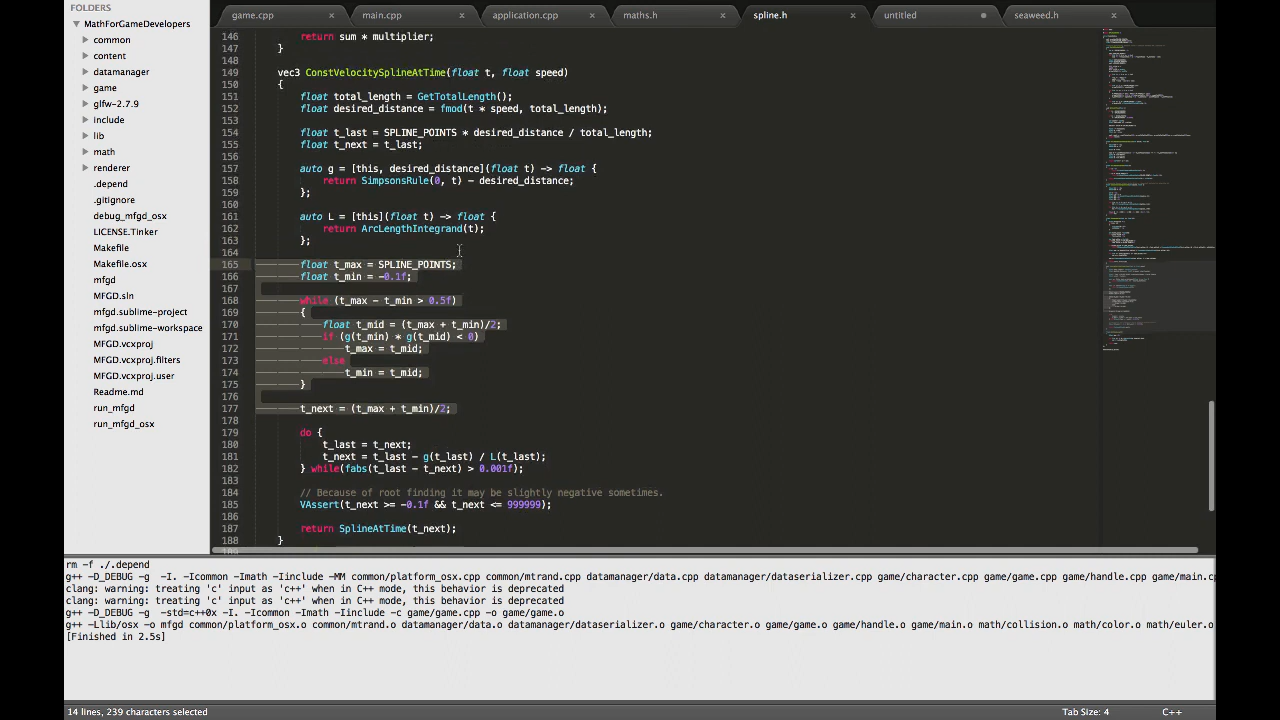 FOLDERS
MathForGameDevelopers
common
content
datamanager
game
glfw-2.7.9
include
lib
math
renderer
.depend
.gitignore
debug_mfgd_osx
LICENSE.Tinker
Makefile
Makefile.osx
mfgd
MFGD.sln
mfgd.sublime-project
mfgd.sublime-workspace
MFGD.vcxproj
MFGD.vcxproj.filters
MFGD.vcxproj.user
Readme.md
run_mfgd
run_mfgd_osx
game.cpp × main.cpp × application.cpp × maths.h × spline.h × untitled seaweed.h ×
146 return sum * multiplier;
147 }
148
149 vec3 ConstVelocitySplineAtTime(float t, float speed)
150 {
151 float total_length = GetTotalLength();
152 float desired_distance = fmod(t * speed, total_length);
153
154 float t_last = SPLINE_POINTS * desired_distance / total_length;
155 float t_next = t_last;
156
157 auto g = [this, desired_distance](float t) -> float {
158 return SimpsonsRule(0, t) - desired_distance;
159 };
160
161 auto L = [this](float t) -> float {
162 return ArcLengthIntegrand(t);
163 };
164
165 float t_max = SPLINE_POINTS;
166 float t_min = -0.1f;
167
168 while (t_max - t_min > 0.5f)
169 {
170 float t_mid = (t_max + t_min)/2;
171 if (g(t_min) * g(t_mid) < 0)
172 t_max = t_mid;
173 else
174 t_min = t_mid;
175 }
176
177 t_next = (t_max + t_min)/2;
178
179 do {
180 t_last = t_next;
181 t_next = t_last - g(t_last) / L(t_last);
182 } while(fabs(t_last - t_next) > 0.001f);
183
184 // Because of root finding it may be slightly negative sometimes.
185 VAssert(t_next >= -0.1f && t_next <= 999999);
186
187 return SplineAtTime(t_next);
188 }
rm -f ./.depend
g++ -D_DEBUG -g -I. -Icommon -Imath -Iinclude -MM common/platform_osx.cpp common/mtrand.cpp datamanager/data.cpp datamanager/dataserializer.cpp game/character.cpp game/game.cpp game/handle.cpp game/main.cp
clang: warning: treating 'c' input as 'c++' when in C++ mode, this behavior is deprecated
clang: warning: treating 'c' input as 'c++' when in C++ mode, this behavior is deprecated
g++ -D_DEBUG -g -std=c++0x -I. -Icommon -Imath -Iinclude -c game/game.cpp -o game/game.o
g++ -Llib/osx -o mfgd common/platform_osx.o common/mtrand.o datamanager/data.o datamanager/dataserializer.o game/character.o game/game.o game/handle.o game/main.o math/collision.o math/color.o math/euler.o
[Finished in 2.5s]
14 lines, 239 characters selected Tab Size: 4 C++